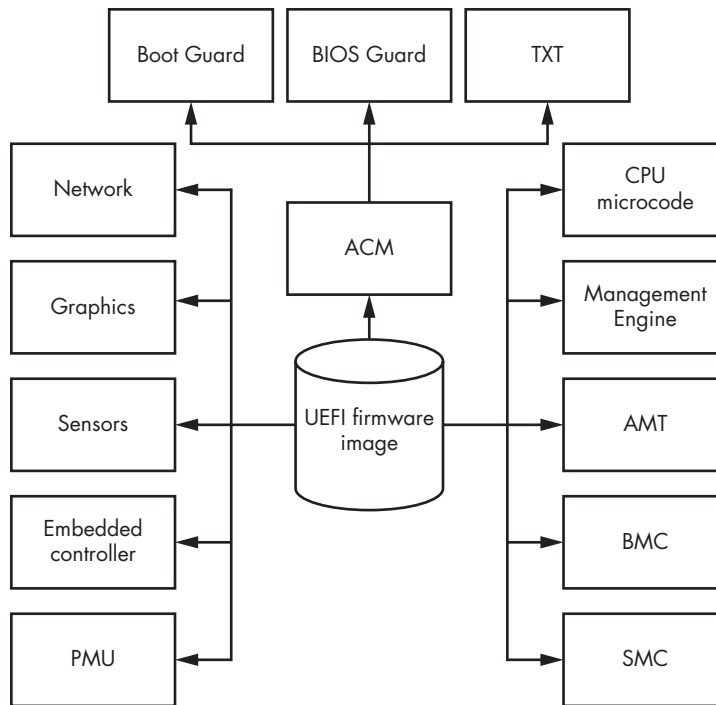 Boot Guard
BIOS Guard
TXT
Network
CPU
microcode
ACM
Graphics
Management
Engine
Sensors
UEFI firmware
image
AMT
Embedded
controller
BMC
PMU
SMC